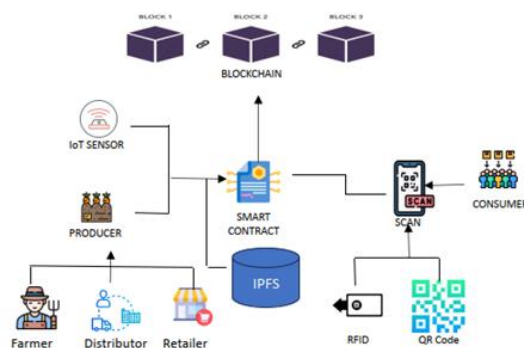 BLOCK 1
BLOCK 2
BLOCK 3
BLOCKCHAIN
IoT SENSOR
PRODUCER
SMART
CONTRACT
SCAN
SCAN
CONSUMER
IPFS
Farmer
Distributor
Retailer
RFID
QR Code